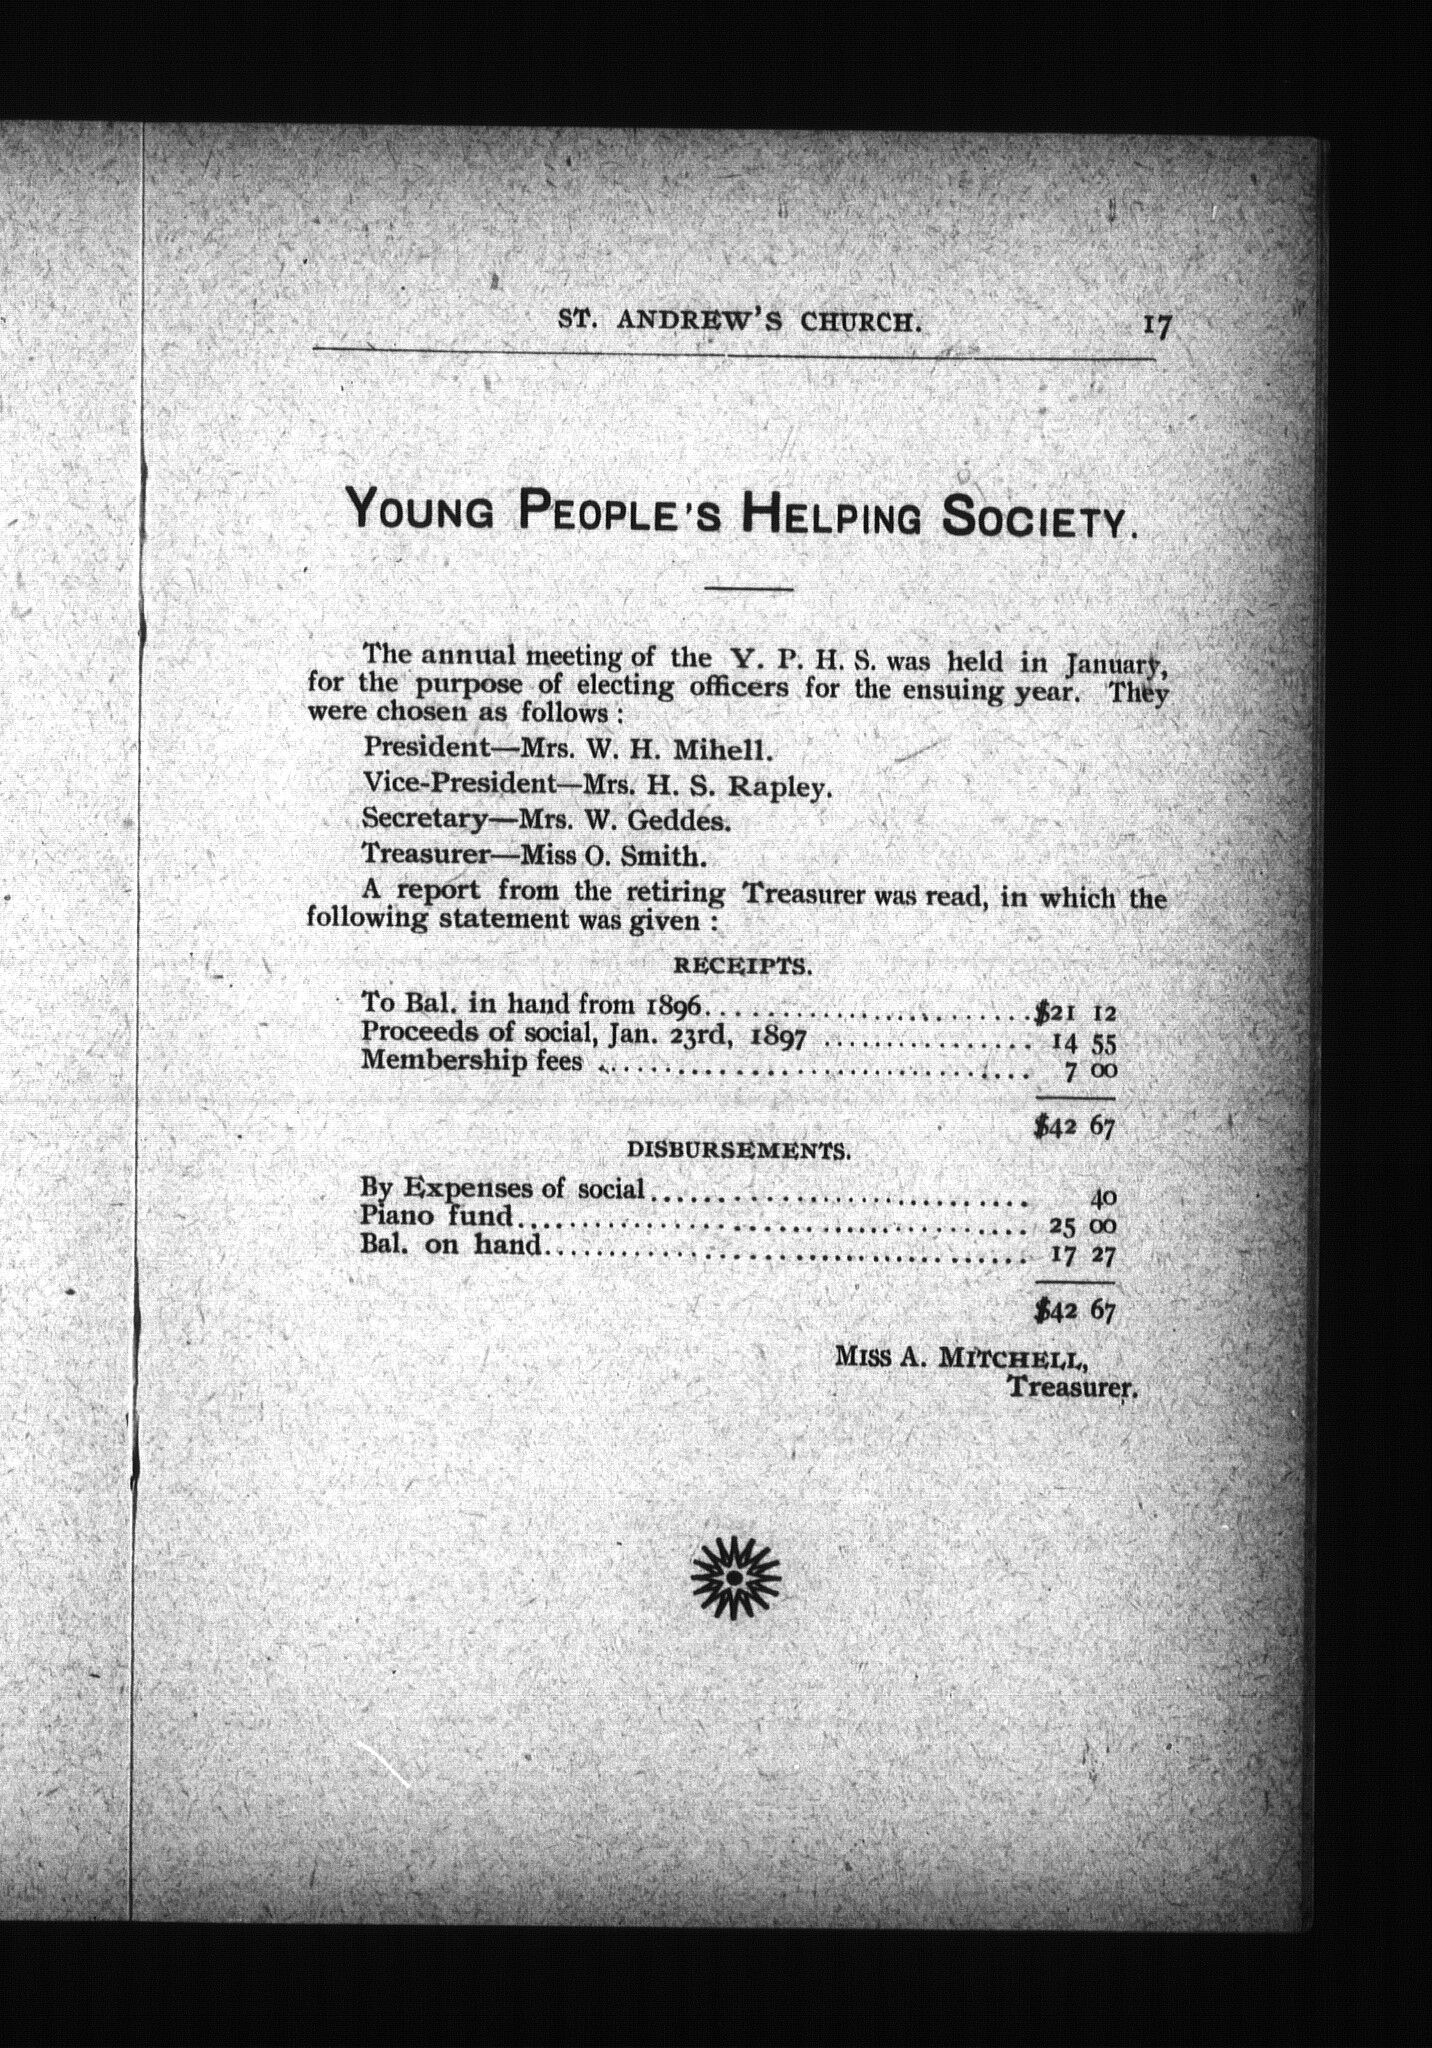 ST. ANDREW'S CHURCH. 17
YOUNG PEOPLE'S HELPING SOCIETY.
The annual meeting of the Y. P. H. S. was held in January,
for the purpose of electing officers for the ensuing year. They
were chosen as follows :
President—Mrs. W. H. Mihell.
Vice-President—Mrs. H. S. Rapley.
Secretary—Mrs. W. Geddes.
Treasurer—Miss O. Smith.
A report from the retiring Treasurer was read, in which the
following statement was given :
RECEIPTS.
To Bal. in hand from 1896........................$21 12
Proceeds of social, Jan. 23rd, 1897 ............... 14 55
Membership fees ................................ 7 00
$42 67
DISBURSEMENTS.
By Expenses of social............................ 40
Piano fund...................................... 25 00
Bal. on hand.................................... 17 27
$42 67
MISS A. MITCHELL,
Treasurer.